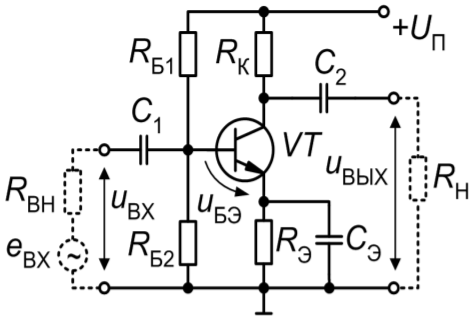 +U_П
R_Б1
R_К
C_2
C_1
VT
R_ВН
u_ВХ
u_БЭ
u_ВЫХ
R_Н
e_ВХ
~
R_Б2
R_Э
C_Э